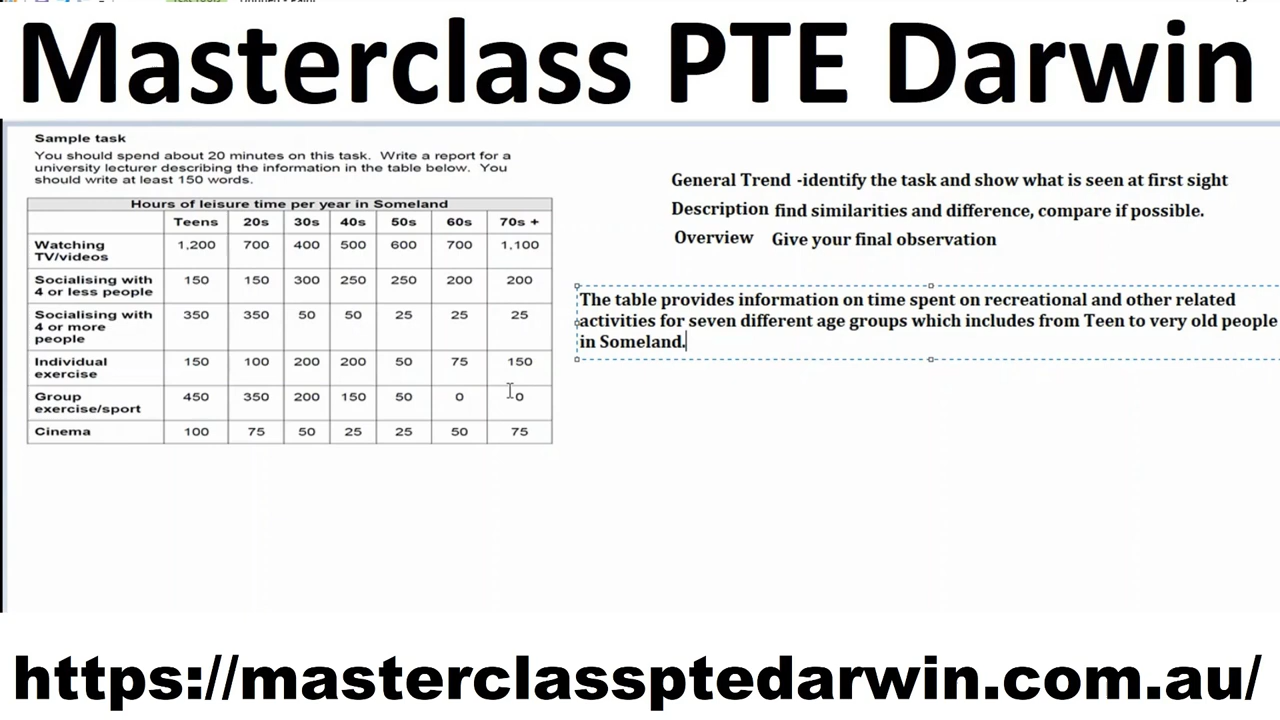 Masterclass PTE Darwin
Sample task
You should spend about 20 minutes on this task. Write a report for a
university lecturer describing the information in the table below. You
should write at least 150 words.
Hours of leisure time per year in Someland
Teens 20s 30s 40s 50s 60s 70s +
Watching TV/videos 1,200 700 400 500 600 700 1,100
Socialising with 4 or less people 150 150 300 250 250 200 200
Socialising with 4 or more people 350 350 50 50 25 25 25
Individual exercise 150 100 200 200 50 75 150
Group exercise/sport 450 350 200 150 50 0 0
Cinema 100 75 50 25 25 50 75
General Trend -identify the task and show what is seen at first sight
Description find similarities and difference, compare if possible.
Overview Give your final observation
The table provides information on time spent on recreational and other related
activities for seven different age groups which includes from Teen to very old people
in Someland.
https://masterclassptedarwin.com.au/